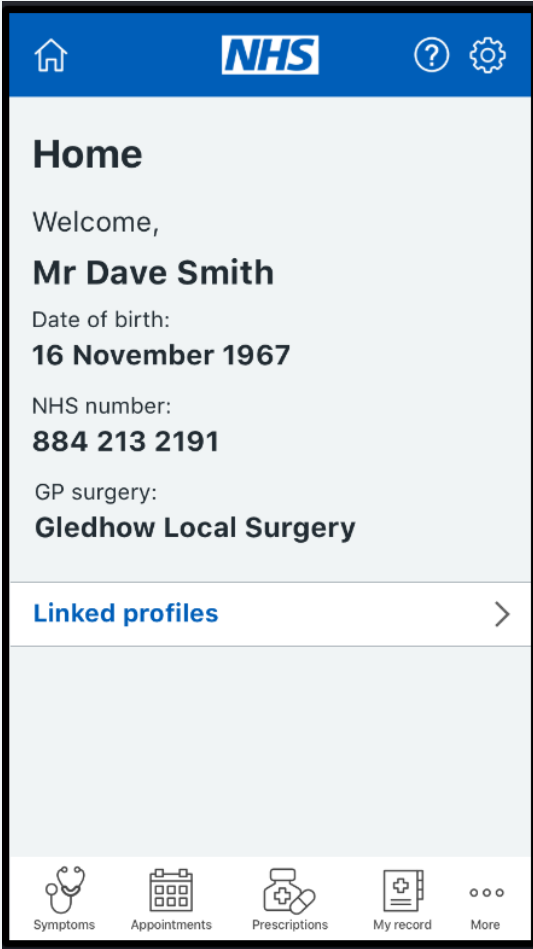 NHS
?
Home
Welcome,
Mr Dave Smith
Date of birth:
16 November 1967
NHS number:
884 213 2191
GP surgery:
Gledhow Local Surgery
Linked profiles
Symptoms Appointments Prescriptions My record More